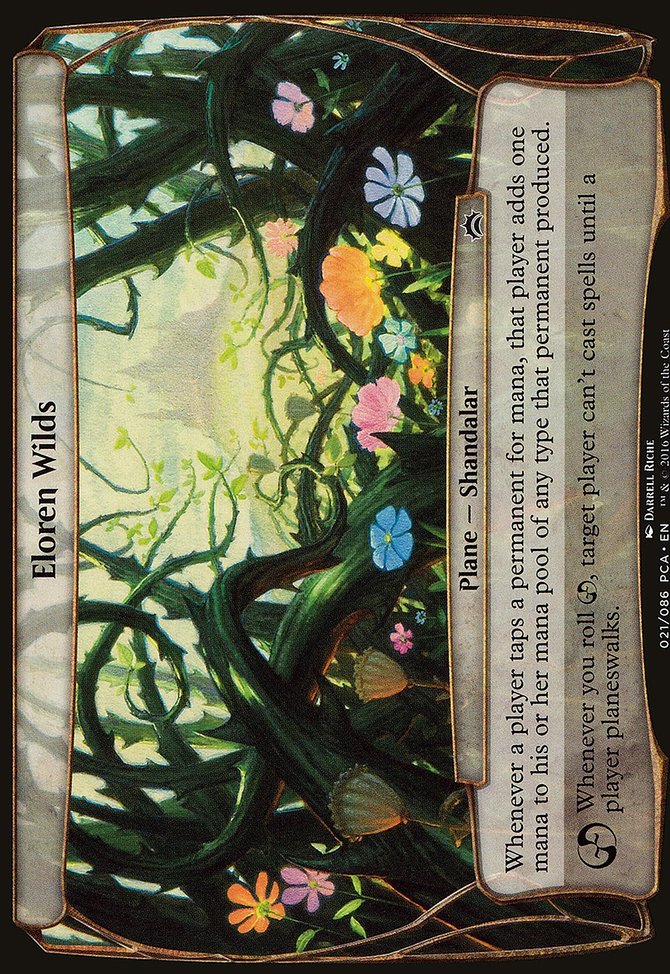 Eloren Wilds
Plane — Shandalar
Whenever a player taps a permanent for mana, that player adds one
mana to his or her mana pool of any type that permanent produced.
Whenever you roll , target player can't cast spells until a
player planeswalks.
021/086 PCA • EN DARRELL RICHE
™ & © 2016 Wizards of the Coast